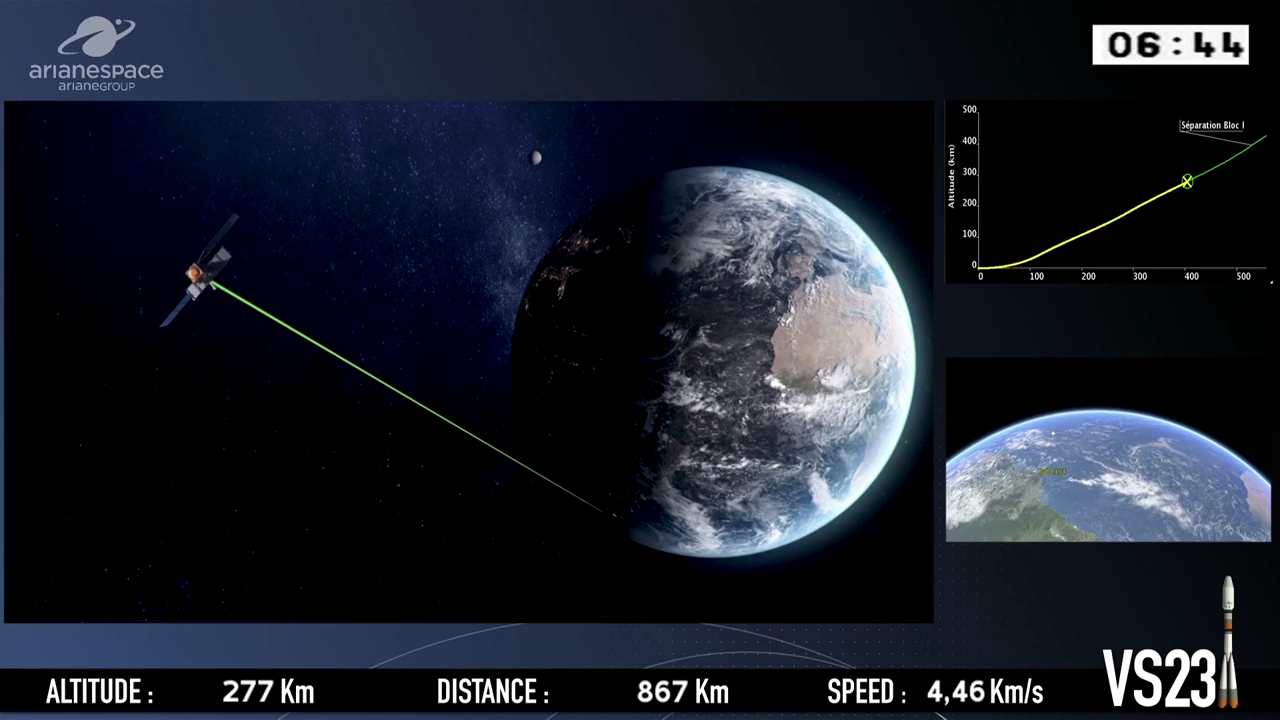 arianespace
arianeGROUP
06:44
500
400
300
200
100
0
Altitude (km)
Séparation Bloc I
0 100 200 300 400 500
ALTITUDE : 277 Km DISTANCE : 867 Km SPEED : 4,46 Km/s
VS23